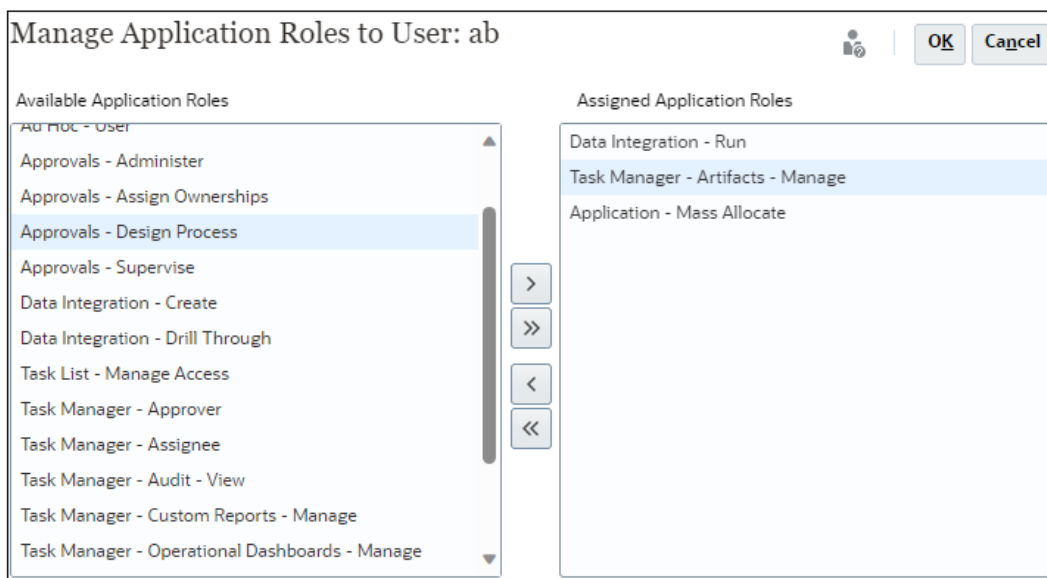 Manage Application Roles to User: ab
OK
Cancel
Available Application Roles
Ad Hoc - User
Approvals - Administer
Approvals - Assign Ownerships
Approvals - Design Process
Approvals - Supervise
Data Integration - Create
Data Integration - Drill Through
Task List - Manage Access
Task Manager - Approver
Task Manager - Assignee
Task Manager - Audit - View
Task Manager - Custom Reports - Manage
Task Manager - Operational Dashboards - Manage
Assigned Application Roles
Data Integration - Run
Task Manager - Artifacts - Manage
Application - Mass Allocate